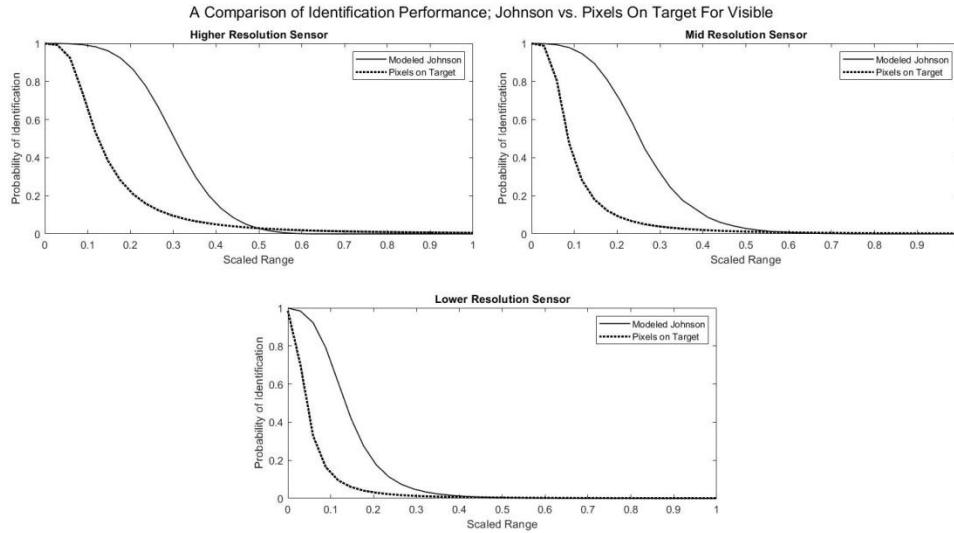 A Comparison of Identification Performance; Johnson vs. Pixels On Target For Visible
Higher Resolution Sensor
Probability of Identification
1
0.8
0.6
0.4
0.2
0
Modeled Johnson
Pixels on Target
0 0.1 0.2 0.3 0.4 0.5 0.6 0.7 0.8 0.9 1
Scaled Range
Mid Resolution Sensor
Probability of Identification
1
0.8
0.6
0.4
0.2
0
Modeled Johnson
Pixels on Target
0 0.1 0.2 0.3 0.4 0.5 0.6 0.7 0.8 0.9
Scaled Range
Lower Resolution Sensor
Probability of Identification
1
0.8
0.6
0.4
0.2
0
Modeled Johnson
Pixels on Target
0 0.1 0.2 0.3 0.4 0.5 0.6 0.7 0.8 0.9 1
Scaled Range